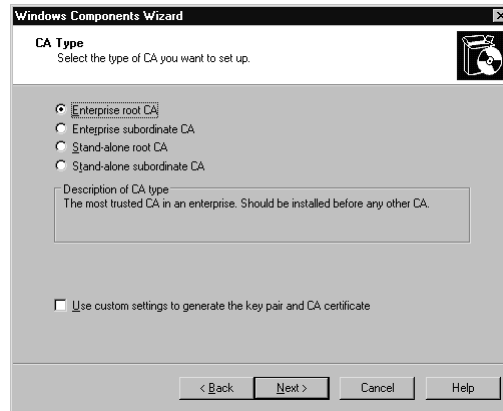 Windows Components Wizard
CA Type
Select the type of CA you want to set up.
Enterprise root CA
Enterprise subordinate CA
Stand-alone root CA
Stand-alone subordinate CA
Description of CA type
The most trusted CA in an enterprise. Should be installed before any other CA.
Use custom settings to generate the key pair and CA certificate
< Back Next > Cancel Help